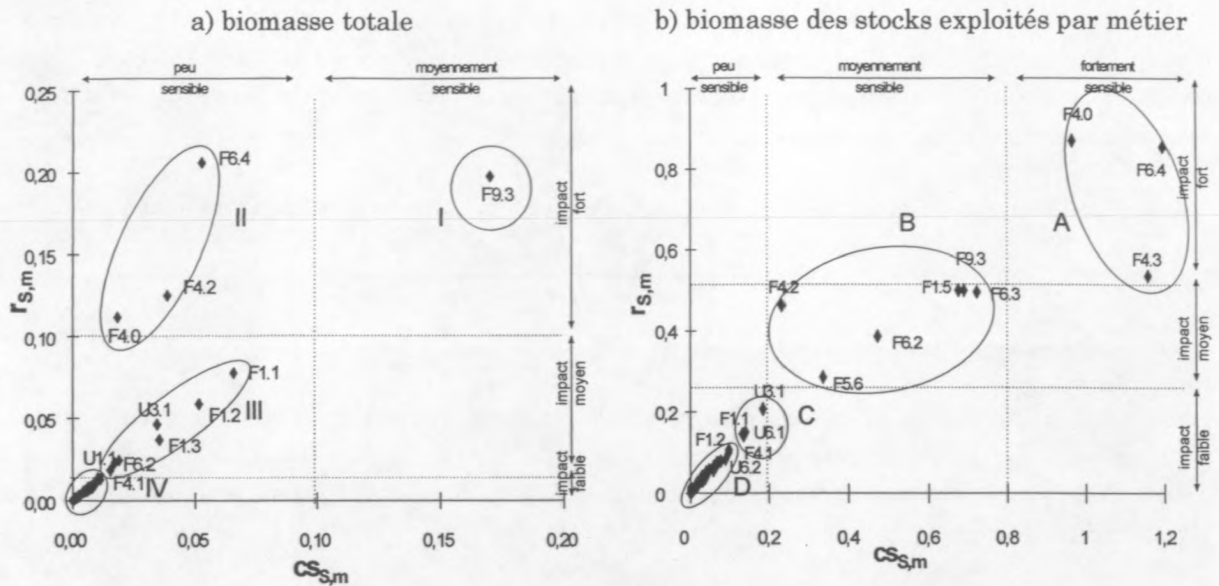 a) biomasse totale
peu
sensible
moyennement
sensible
0,25
0,20
0,15
0,10
0,05
0,00
r S,m
F6.4
F9.3
II
I
F4.2
F4.0
F1.1
U3.1
F1.2
III
F1.3
F6.2
F4.1
IV
impact
fort
impact
moyen
impact
faible
0,00
0,05
0,10
0,15
0,20
cs S,m
b) biomasse des stocks exploités par métier
peu
sensible
moyennement
sensible
fortement
sensible
1
0,8
0,6
0,4
0,2
0
r S,m
F4.0
F6.4
A
B
F4.3
F9.3
F4.2
F1.5
F6.3
F6.2
F5.6
U3.1
C
F1.1
U6.1
F1.2
F4.1
U6.2
D
impact
fort
impact
moyen
impact
faible
0
0,2
0,4
0,6
0,8
1
1,2
cs S,m